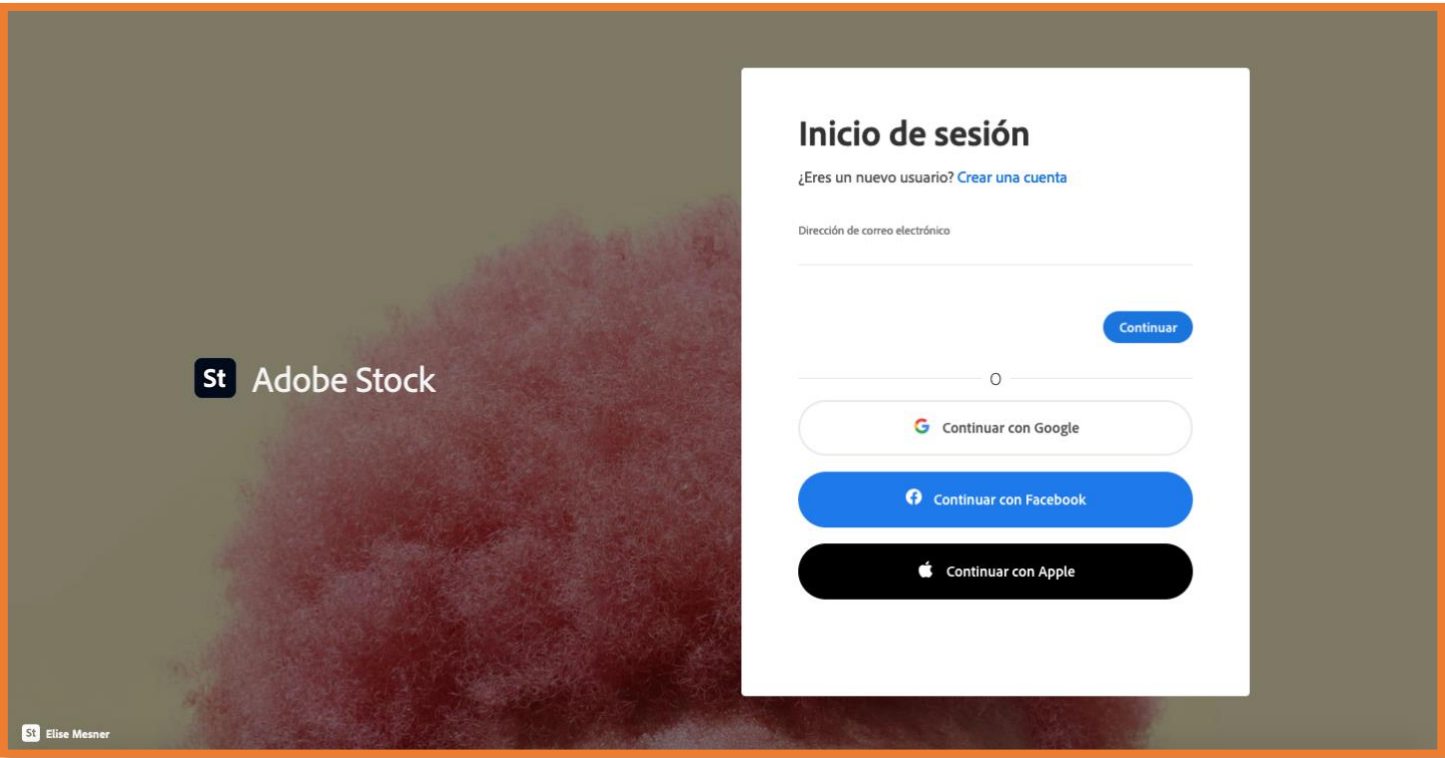 St Adobe Stock
Inicio de sesión
¿Eres un nuevo usuario? Crear una cuenta
Dirección de correo electrónico
Continuar
O
Continuar con Google
Continuar con Facebook
Continuar con Apple
St Elise Mesner